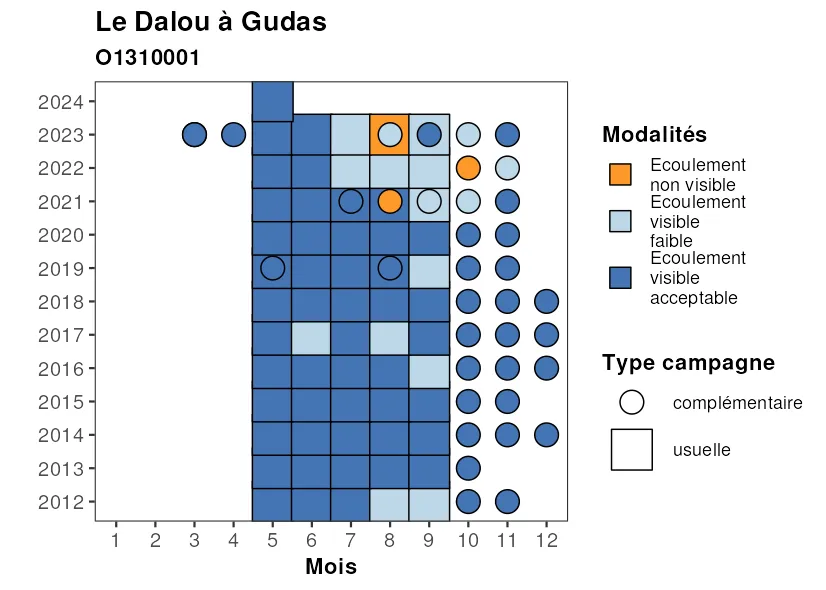 Le Dalou à Gudas
O1310001
2024
2023
2022
2021
2020
2019
2018
2017
2016
2015
2014
2013
2012
1 2 3 4 5 6 7 8 9 10 11 12
Mois
Modalités
Ecoulement
non visible
Ecoulement
visible
faible
Ecoulement
visible
acceptable
Type campagne
complémentaire
usuelle